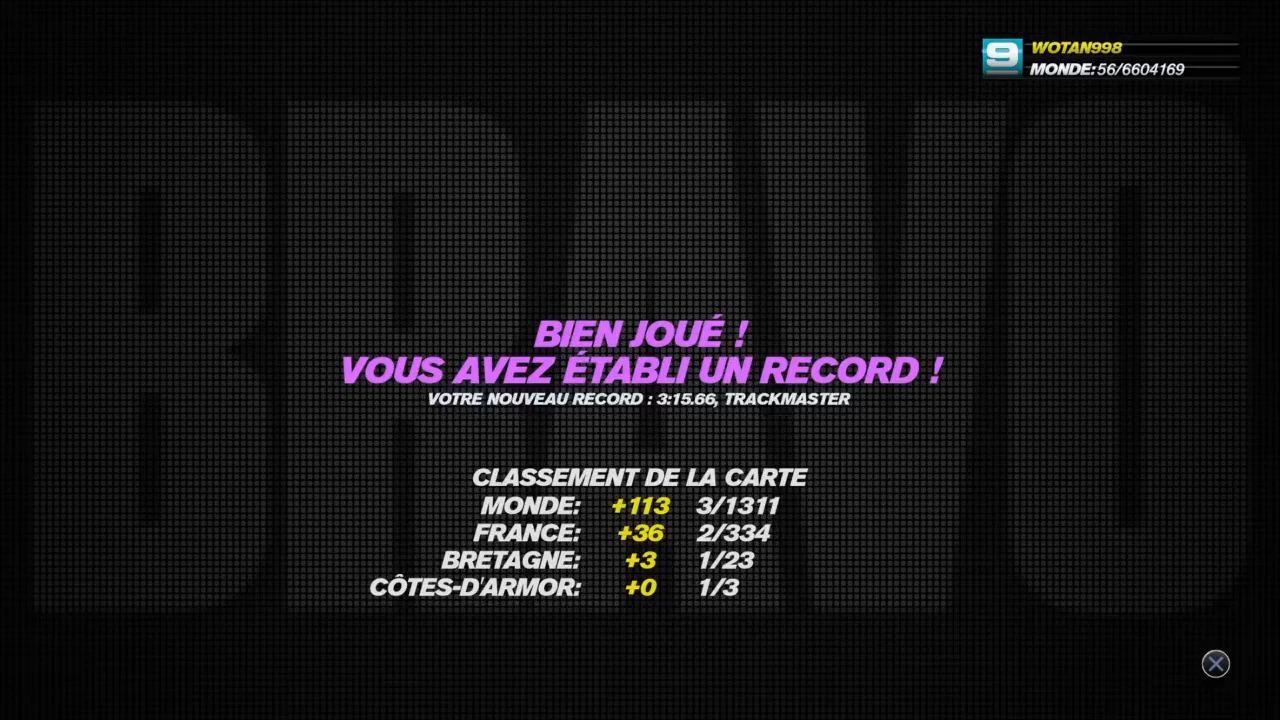 9 WOTAN998
MONDE: 56/6604169
BRAVO
BIEN JOUÉ !
VOUS AVEZ ÉTABLI UN RECORD !
VOTRE NOUVEAU RECORD : 3:15.66, TRACKMASTER
CLASSEMENT DE LA CARTE
MONDE: +113 3/1311
FRANCE: +36 2/334
BRETAGNE: +3 1/23
CÔTES-D'ARMOR: +0 1/3